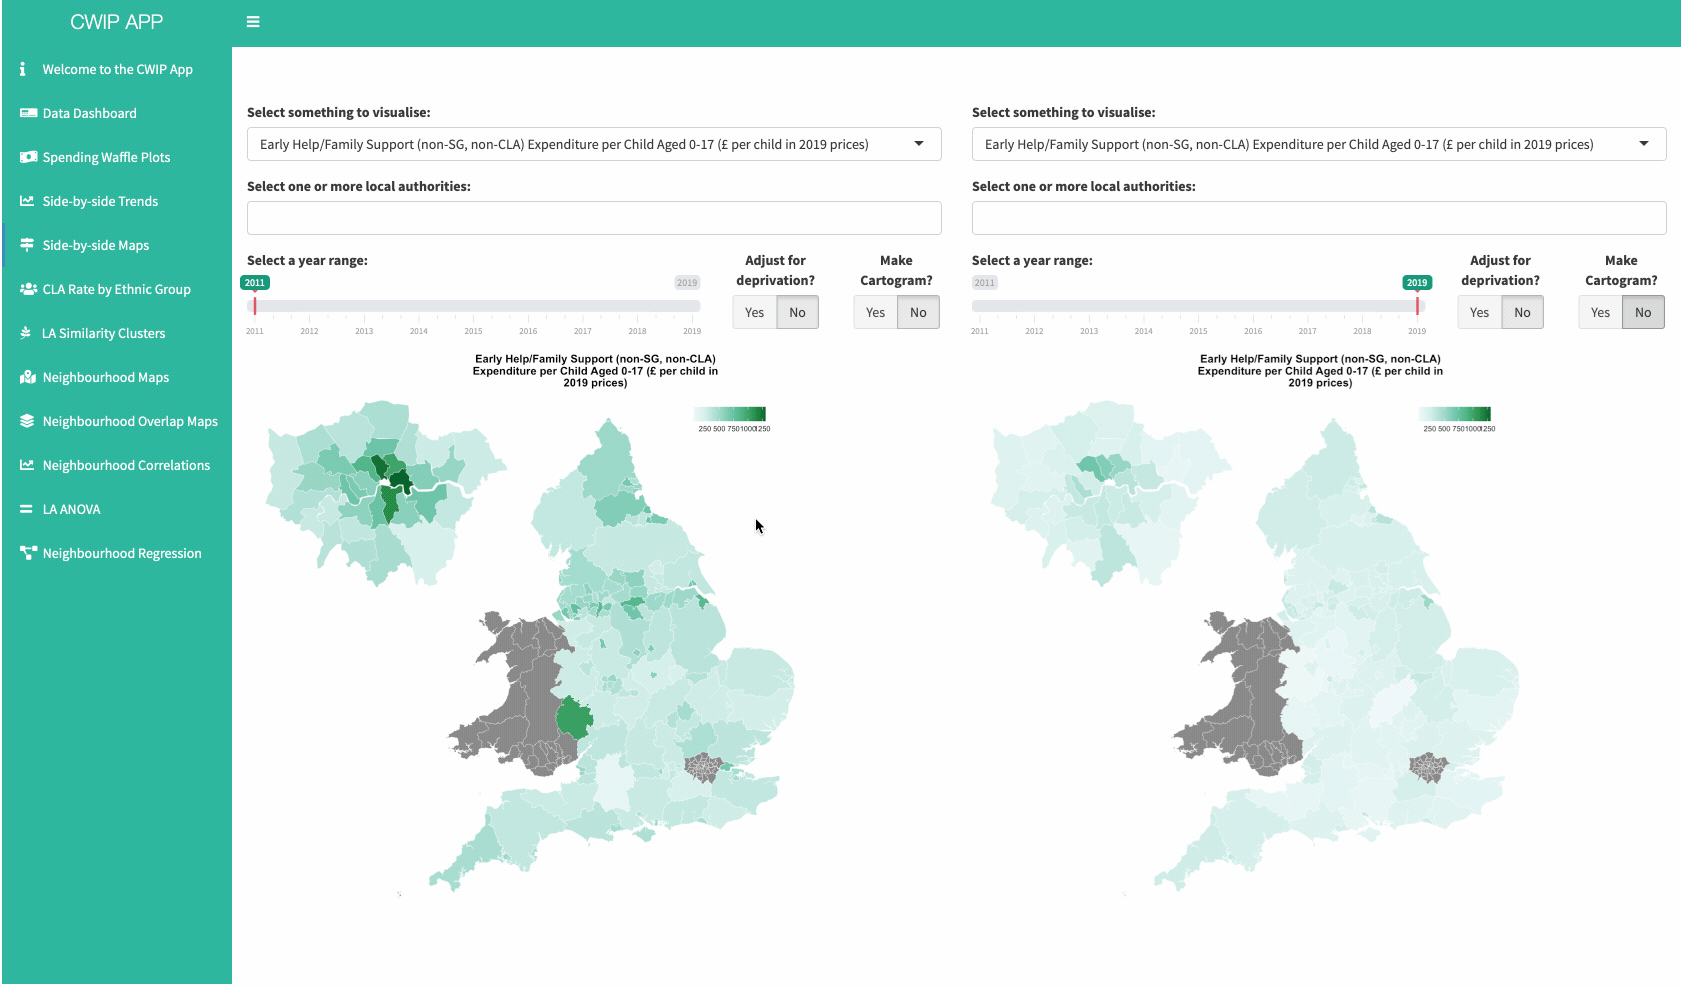 CWIP APP
Welcome to the CWIP App
Data Dashboard
Spending Waffle Plots
Side-by-side Trends
Side-by-side Maps
CLA Rate by Ethnic Group
LA Similarity Clusters
Neighbourhood Maps
Neighbourhood Overlap Maps
Neighbourhood Correlations
LA ANOVA
Neighbourhood Regression
Select something to visualise:
Early Help/Family Support (non-SG, non-CLA) Expenditure per Child Aged 0-17 (£ per child in 2019 prices)
Select one or more local authorities:
Select a year range:
2011 2019
2011 2012 2013 2014 2015 2016 2017 2018 2019
Adjust for
deprivation?
Yes No
Make
Cartogram?
Yes No
Early Help/Family Support (non-SG, non-CLA)
Expenditure per Child Aged 0-17 (£ per child in
2019 prices)
250 500 750 1000 1250
Select something to visualise:
Early Help/Family Support (non-SG, non-CLA) Expenditure per Child Aged 0-17 (£ per child in 2019 prices)
Select one or more local authorities:
Select a year range:
2011 2019
2011 2012 2013 2014 2015 2016 2017 2018 2019
Adjust for
deprivation?
Yes No
Make
Cartogram?
Yes No
Early Help/Family Support (non-SG, non-CLA)
Expenditure per Child Aged 0-17 (£ per child in
2019 prices)
250 500 750 1000 1250